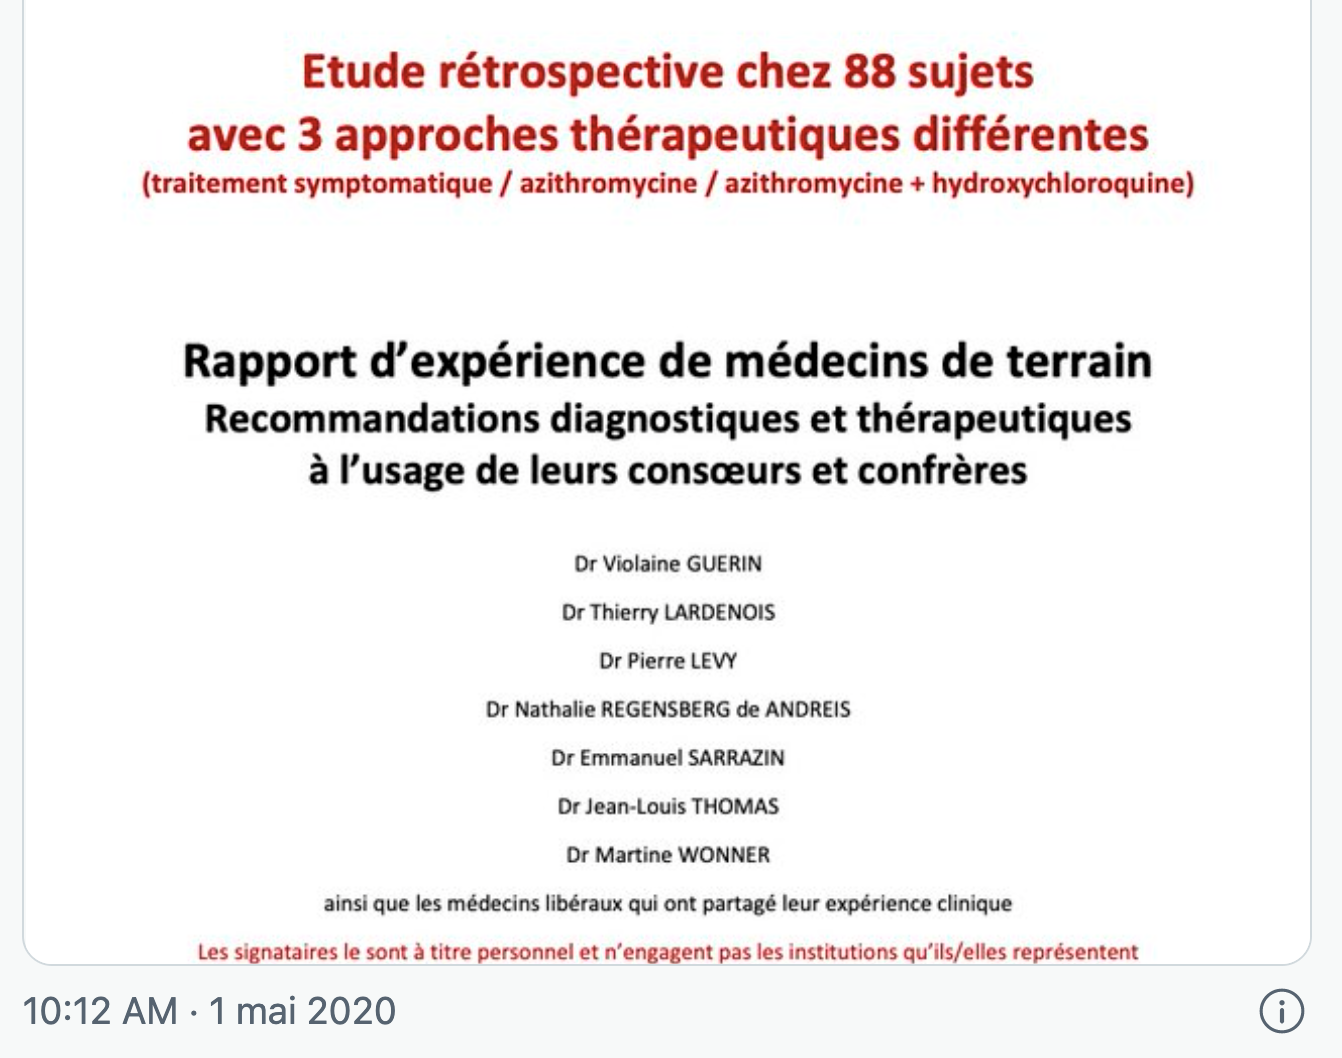 Etude rétrospective chez 88 sujets
avec 3 approches thérapeutiques différentes
(traitement symptomatique / azithromycine / azithromycine + hydroxychloroquine)
Rapport d’expérience de médecins de terrain
Recommandations diagnostiques et thérapeutiques
à l’usage de leurs consœurs et confrères
Dr Violaine GUERIN
Dr Thierry LARDENOIS
Dr Pierre LEVY
Dr Nathalie REGENSBERG de ANDREIS
Dr Emmanuel SARRAZIN
Dr Jean-Louis THOMAS
Dr Martine WONNER
ainsi que les médecins libéraux qui ont partagé leur expérience clinique
Les signataires le sont à titre personnel et n’engagent pas les institutions qu’ils/elles représentent
10:12 AM · 1 mai 2020